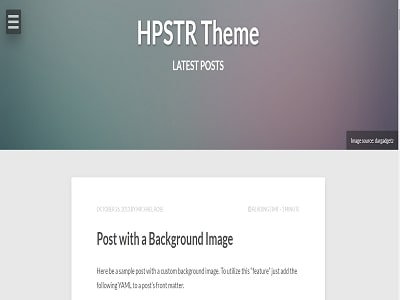 HPSTR Theme
LATEST POSTS
Image source: dargadgetz
Post with a Background Image
Here be a sample post with a custom background image. To utilize this "feature" just add the
following YAML to a post's front matter.